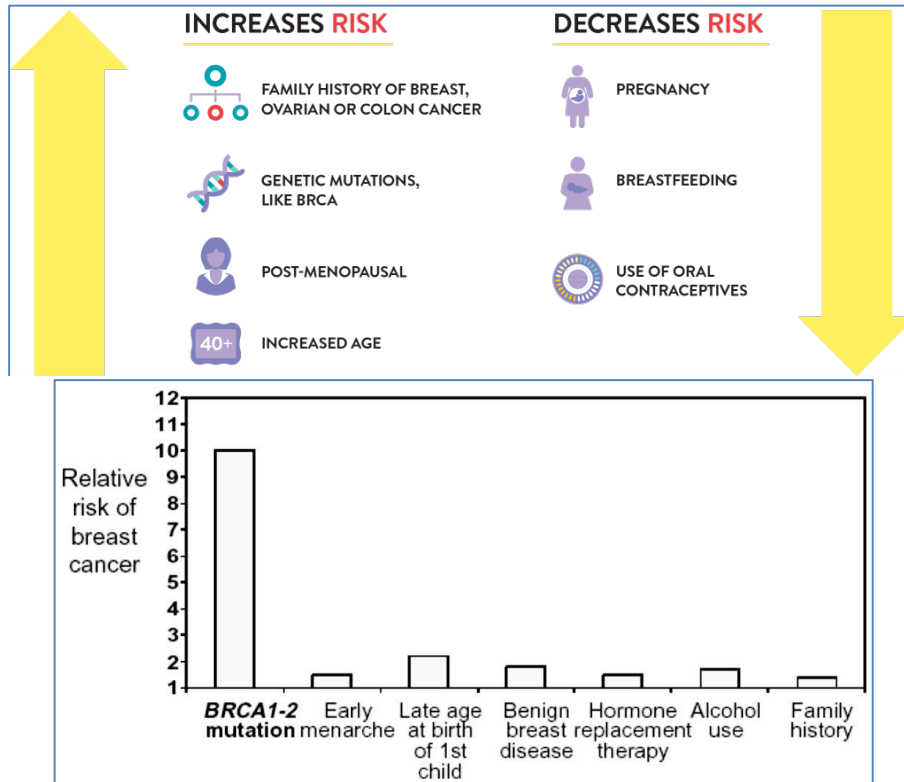 INCREASES RISK
FAMILY HISTORY OF BREAST,
OVARIAN OR COLON CANCER
GENETIC MUTATIONS,
LIKE BRCA
POST-MENOPAUSAL
40+
INCREASED AGE
DECREASES RISK
PREGNANCY
BREASTFEEDING
USE OF ORAL
CONTRACEPTIVES
Relative
risk of
breast
cancer
12
11
10
9
8
7
6
5
4
3
2
1
BRCA1-2
mutation
Early
menarche
Late age
at birth
of 1st
child
Benign
breast
disease
Hormone
replacement
therapy
Alcohol
use
Family
history